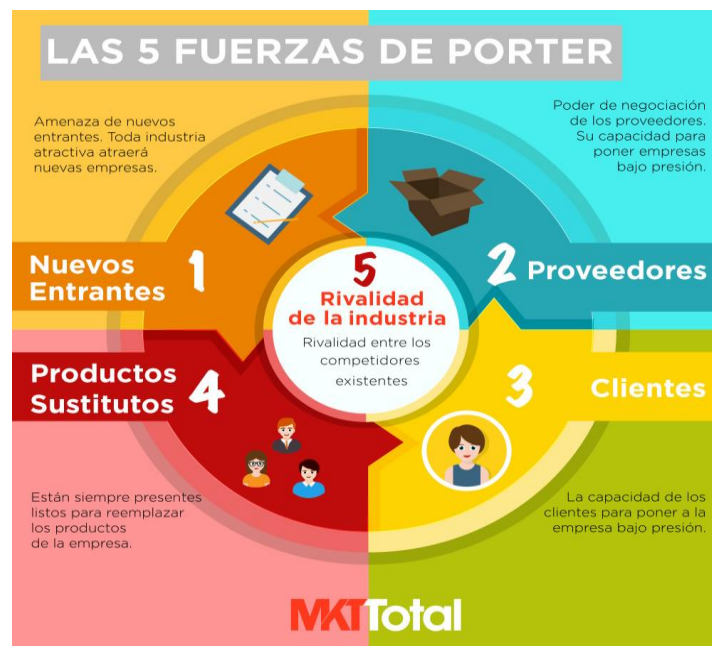 LAS 5 FUERZAS DE PORTER
Amenaza de nuevos
entrantes. Toda industria
atractiva atraerá
nuevas empresas.
Poder de negociación
de los proveedores.
Su capacidad para
poner empresas
bajo presión.
Nuevos
Entrantes
1
2
Proveedores
5
Rivalidad
de la industria
Rivalidad entre los
competidores
existentes
Productos
Sustitutos
4
3
Clientes
Están siempre presentes
listos para reemplazar
los productos
de la empresa.
La capacidad de los
clientes para poner a la
empresa bajo presión.
MKTTotal